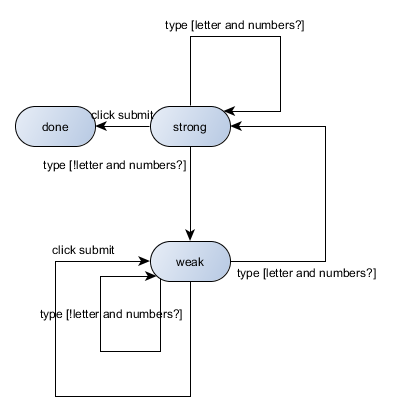 type [letter and numbers?]
click submit
done
strong
type [!letter and numbers?]
click submit
weak
type [letter and numbers?]
type [!letter and numbers?]